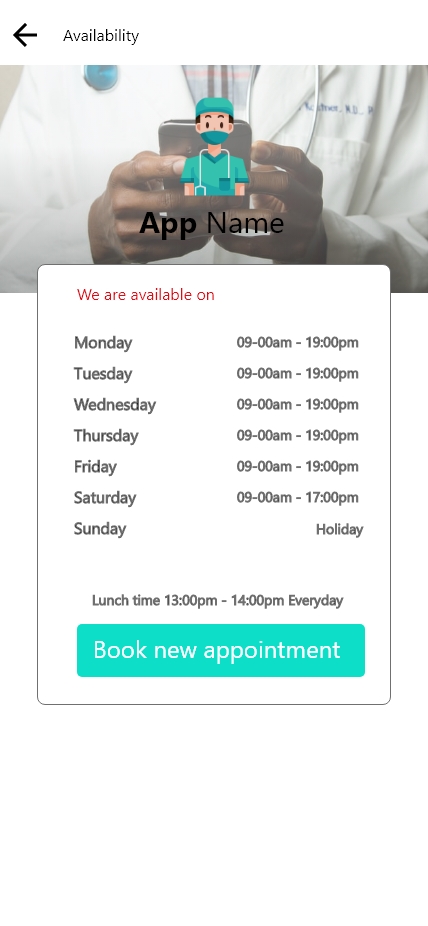 Availability
App Name
We are available on
Monday 09-00am - 19:00pm
Tuesday 09-00am - 19:00pm
Wednesday 09-00am - 19:00pm
Thursday 09-00am - 19:00pm
Friday 09-00am - 19:00pm
Saturday 09-00am - 17:00pm
Sunday Holiday
Lunch time 13:00pm - 14:00pm Everyday
Book new appointment